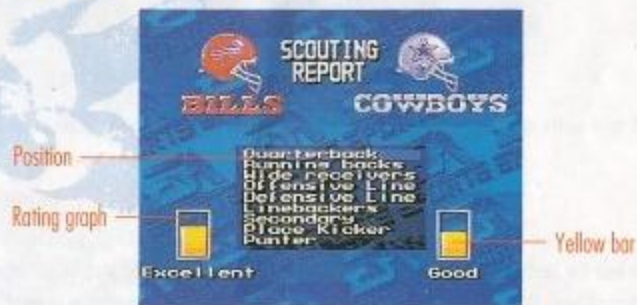 SCOUTING
REPORT
BILLS
COWBOYS
Position
Quarterback
Running backs
Wide receivers
Offensive Line
Defensive Line
Linebackers
Secondary
Place Kicker
Punter
Rating graph
Yellow bar
Excellent
Good